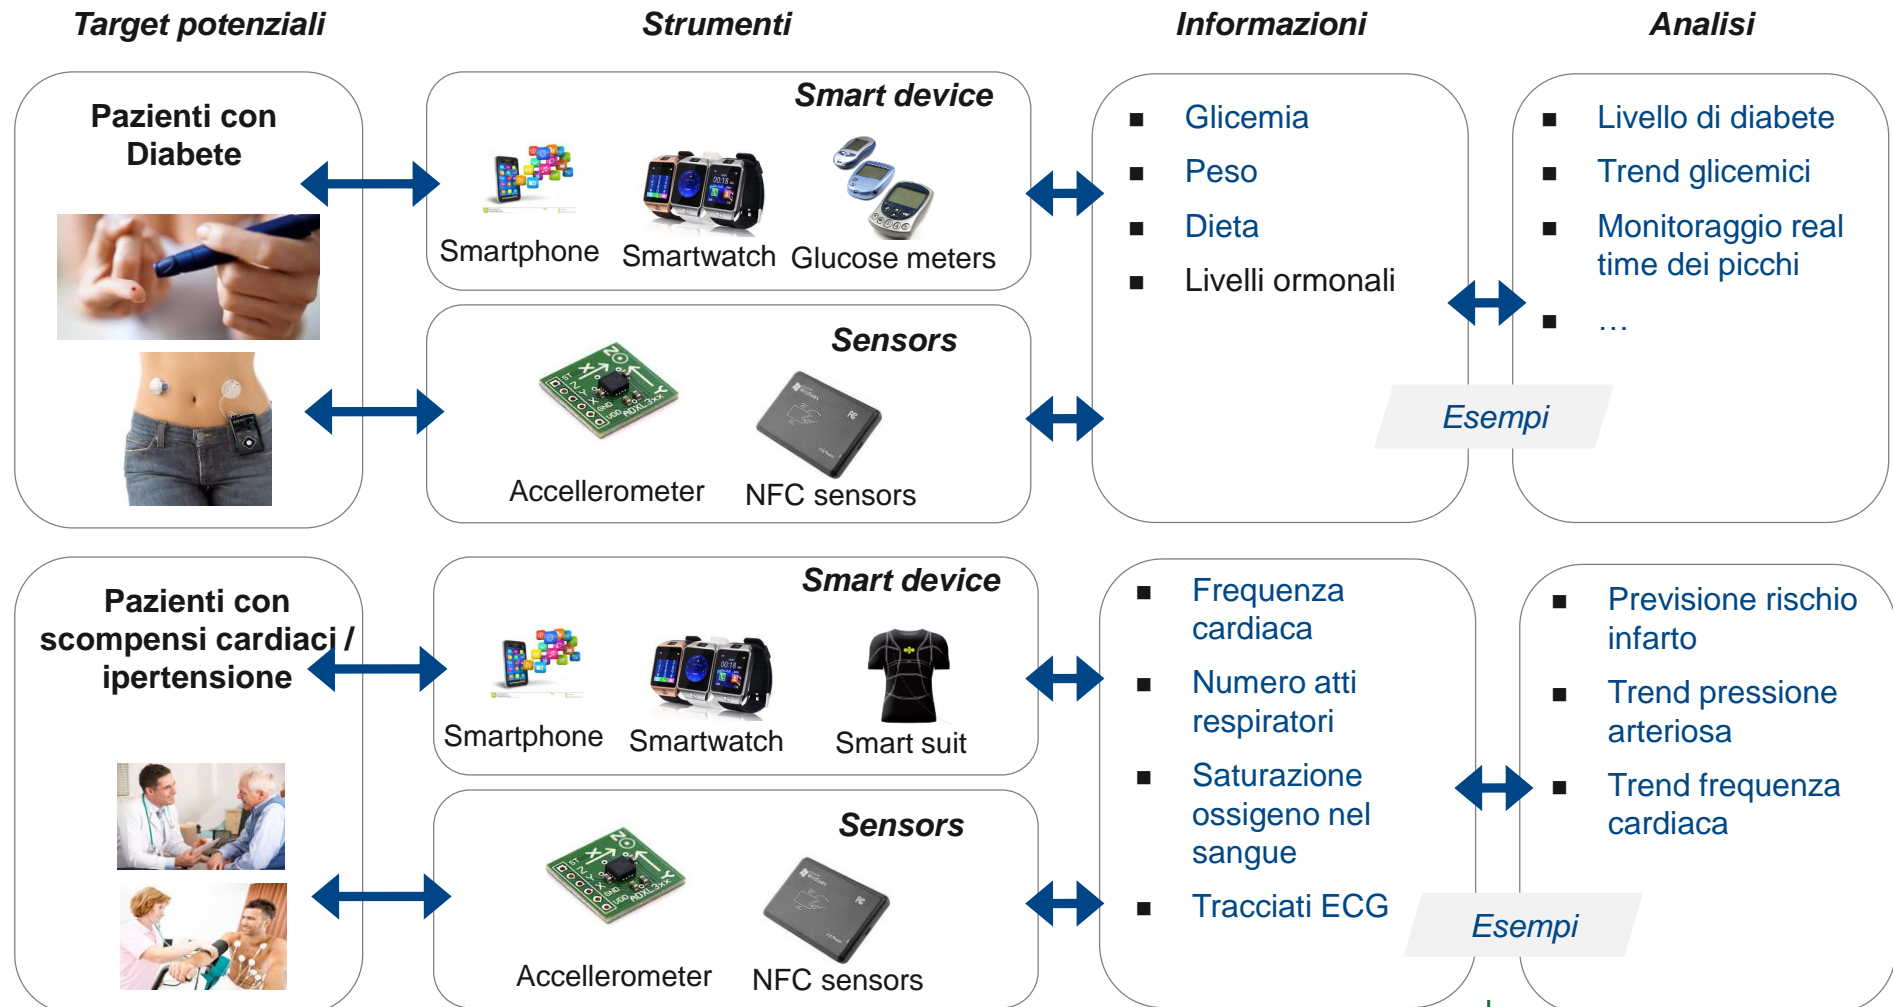 Target potenziali
Strumenti
Informazioni
Analisi
Pazienti con
Diabete
Smart device
Smartphone
Smartwatch
Glucose meters
Sensors
Accellerometer
NFC sensors
Glicemia
Peso
Dieta
Livelli ormonali
Livello di diabete
Trend glicemici
Monitoraggio real
time dei picchi
…
Esempi
Pazienti con
scompensi cardiaci /
ipertensione
Smart device
Smartphone
Smartwatch
Smart suit
Sensors
Accellerometer
NFC sensors
Frequenza
cardiaca
Numero atti
respiratori
Saturazione
ossigeno nel
sangue
Tracciati ECG
Previsione rischio
infarto
Trend pressione
arteriosa
Trend frequenza
cardiaca
Esempi